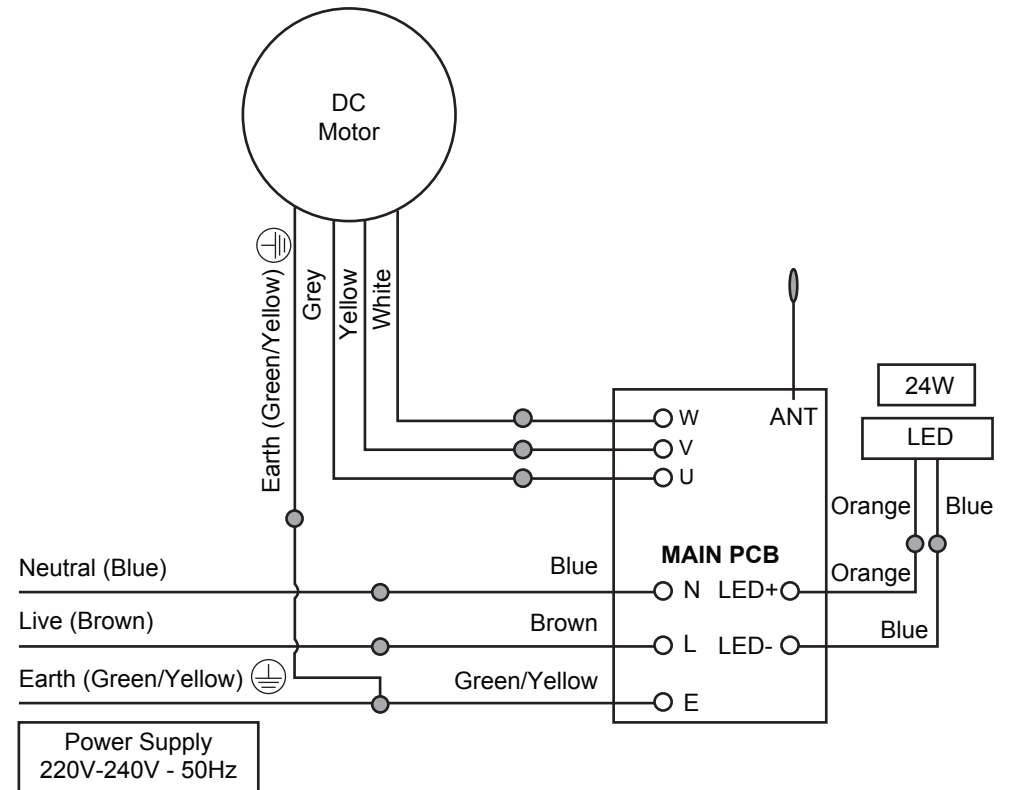 DC
Motor
Earth (Green/Yellow)
Grey
Yellow
White
W
V
U
ANT
24W
LED
Orange
Blue
MAIN PCB
Neutral (Blue)
Blue
N
LED+
Orange
Live (Brown)
Brown
L
LED-
Blue
Earth (Green/Yellow)
Green/Yellow
E
Power Supply
220V-240V - 50Hz